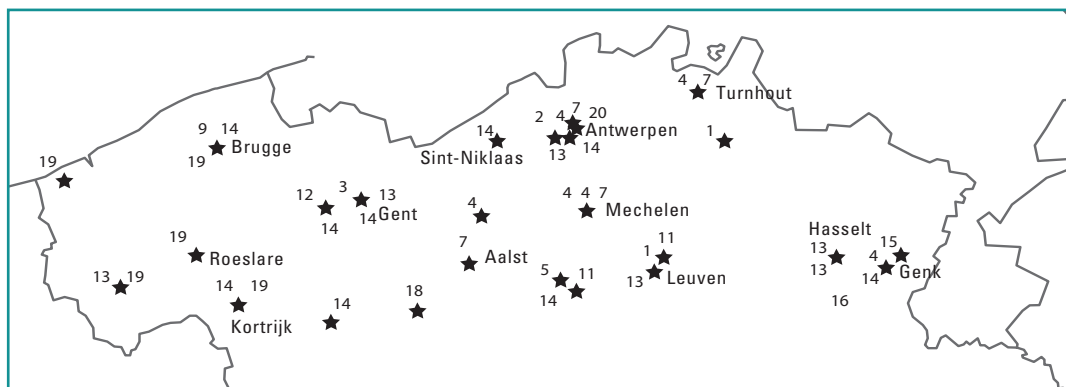 4 7
Turnhout
7
2 4 20
Antwerpen
13 14
1
14
Sint-Niklaas
9 14
Brugge
19
19
12 3 13
Gent
14 14
4
4 4 7
Mechelen
19
Roeslare
7
Aalst
Hasselt
13
13
16
15
4
Genk
14
1 11
13 Leuven
5 11
14
13 19
14 19
Kortrijk
14
18